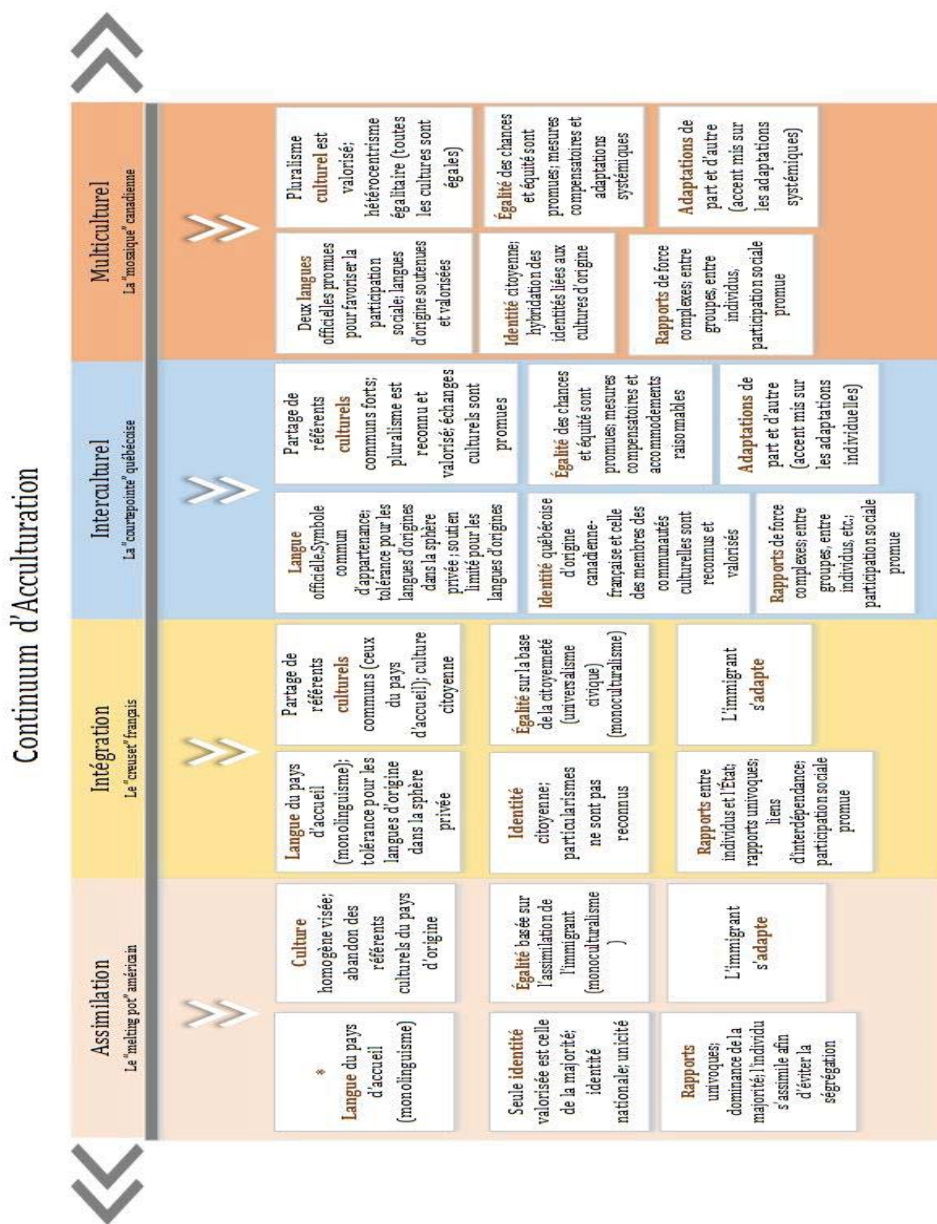 Continuum d'Acculturation
Assimilation
Le "melting pot" américain
*
Langue du pays
d'accueil
(monolinguisme)
Culture
homogène visée;
abandon des
référents
culturels du pays
d'origine
Seule identité
valorisée est celle
de la majorité;
identité
nationale; unicité
Égalité basée sur
l'assimilation de
l'immigrant
(monoculturalisme
)
Rapports
univoques;
dominance de la
majorité; l'individu
s'assimile afin
d'éviter la
ségrégation
L'immigrant
s'adapte
Intégration
Le "creuset" français
Langue du pays
d'accueil
(monolinguisme);
tolérance pour les
langues d'origine
dans la sphère
privée
Partage de
référents
culturels
communs (ceux
du pays
d'accueil); culture
citoyenne
Identité
citoyenne;
particularismes
ne sont pas
reconnus
Égalité sur la base
de la citoyenneté
(universalisme
civique)
(monoculturalisme)
Rapports entre
individus et l'État;
rapports univoques;
liens
d'interdépendance;
participation sociale
promue
L'immigrant
s'adapte
Interculturel
La "courtepointe" québécoise
Langue
officielle.Symbole
commun
d'appartenance;
tolérance pour les
langues d'origines
dans la sphère
privée ; soutien
limité pour les
langues d'origines
Partage de
référents
culturels
communs forts;
pluralisme est
reconnu et
valorisé; échanges
culturels sont
promues
Identité québécoise
d'origine
canadienne-
française et celle
des membres des
communautés
culturelles sont
reconnus et
valorisés
Égalité des chances
et équité sont
promues; mesures
compensatoires et
accommodements
raisonnables
Rapports de force
complexes; entre
groupes, entre
individus, etc.;
participation sociale
promue
Adaptations de
part et d'autre
(accent mis sur
les adaptations
individuelles)
Multiculturel
La "mosaique" canadienne
Deux langues
officielles promues
pour favoriser la
participation
sociale; langues
d'origine soutenues
et valorisées
Pluralisme
culturel est
valorisé;
hétérocentrisme
égalitaire (toutes
les cultures sont
égales)
Identité citoyenne;
hybridation des
identités liées aux
cultures d'origine
Égalité des chances
et équité sont
promues; mesures
compensatoires et
adaptations
systémiques
Rapports de force
complexes; entre
groupes, entre
individus,
participation sociale
promue
Adaptations de
part et d'autre
(accent mis sur
les adaptations
systémiques)